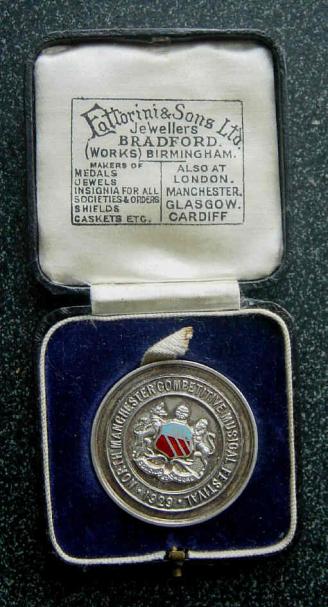 Fattorini & Sons Ltd.
Jewellers
BRADFORD.
(WORKS) BIRMINGHAM.
MAKERS OF
MEDALS
JEWELS
INSIGNIA FOR ALL
SOCIETIES & ORDERS
SHIELDS
CASKETS ETC.
ALSO AT
LONDON.
MANCHESTER.
GLASGOW.
CARDIFF
NORTH MANCHESTER COMPETITIVE MUSICAL FESTIVAL
• 1929 •